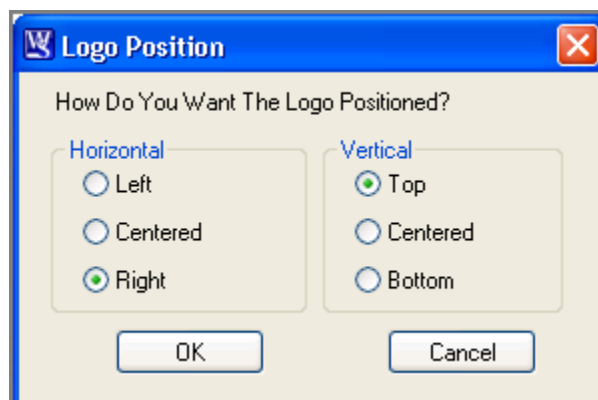 Logo Position
How Do You Want The Logo Positioned?
Horizontal
Left
Centered
Right
Vertical
Top
Centered
Bottom
OK
Cancel